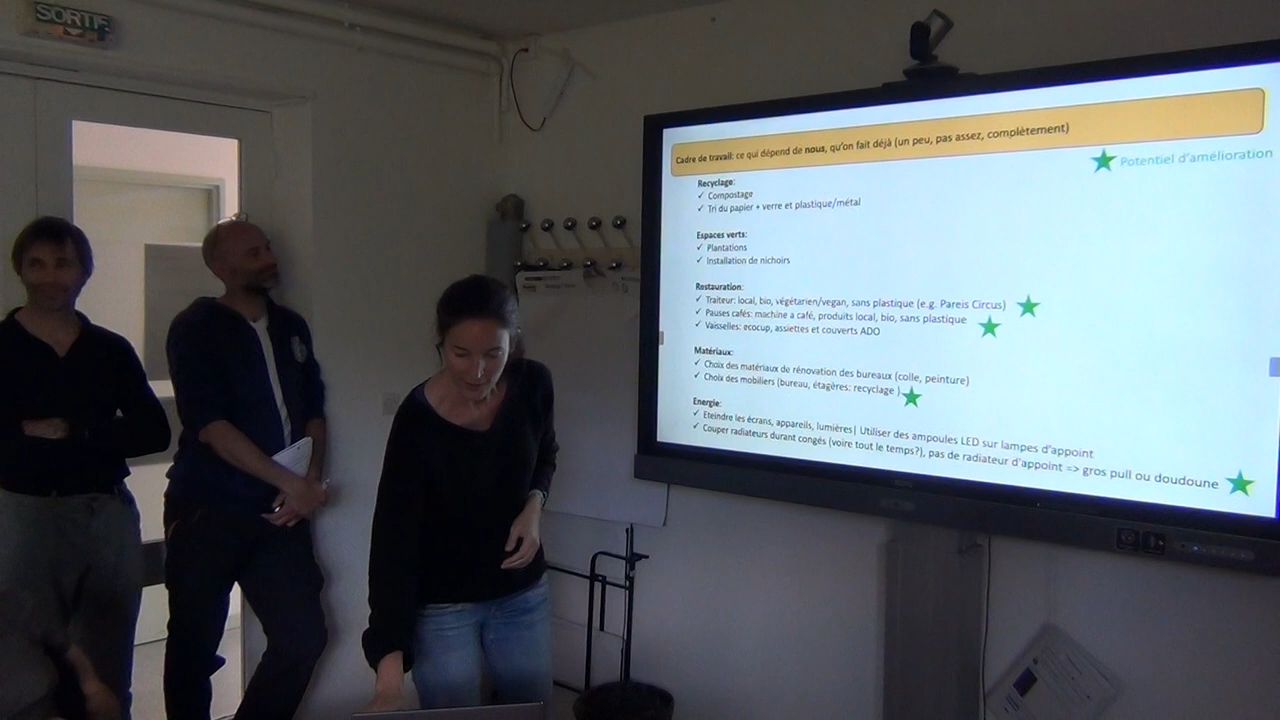 SORTIE
Cadre de travail: ce qui dépend de nous, qu'on fait déjà (un peu, pas assez, complètement)
Potentiel d'amélioration
Recyclage:
✓ Compostage
✓ Tri du papier + verre et plastique/métal
Espaces verts:
✓ Plantations
✓ Installation de nichoirs
Restauration:
✓ Traiteur: local, bio, végétarien/vegan, sans plastique (e.g. Pareis Circus)
✓ Pauses cafés: machine a café, produits local, bio, sans plastique
✓ Vaisselles: ecocup, assiettes et couverts ADO
Matériaux:
✓ Choix des matériaux de rénovation des bureaux (colle, peinture)
✓ Choix des mobiliers (bureau, étagères: recyclage )
Energie:
✓ Eteindre les écrans, appareils, lumières| Utiliser des ampoules LED sur lampes d'appoint
✓ Couper radiateurs durant congés (voire tout le temps?), pas de radiateur d'appoint => gros pull ou doudoune